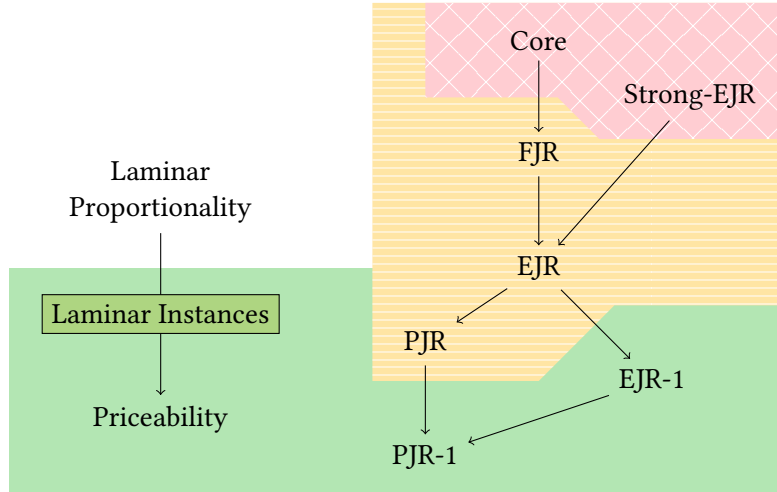 Core
Strong-EJR
FJR
Laminar
Proportionality
EJR
Laminar Instances
PJR
EJR-1
Priceability
PJR-1